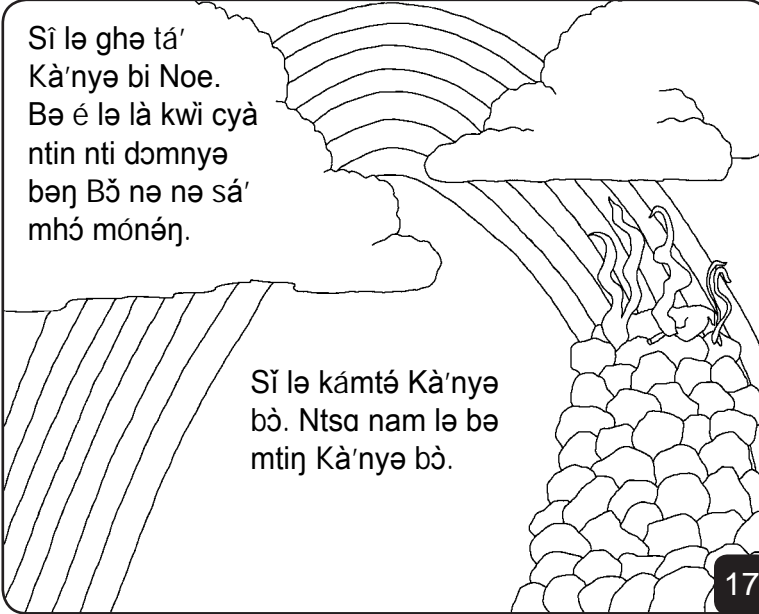 Sî lə ghə tá'
Kà'nyə bi Noe.
Bə é lə là kwì cyà
ntin nti dɔmnyə
bəŋ Bɔ̌ nə nə sá'
mhɔ́ mónə́ŋ.
Sǐ lə kámtə́ Kà'nyə
bɔ̀. Ntsɑ nam lə bə
mtiŋ Kà'nyə bɔ̀.
17